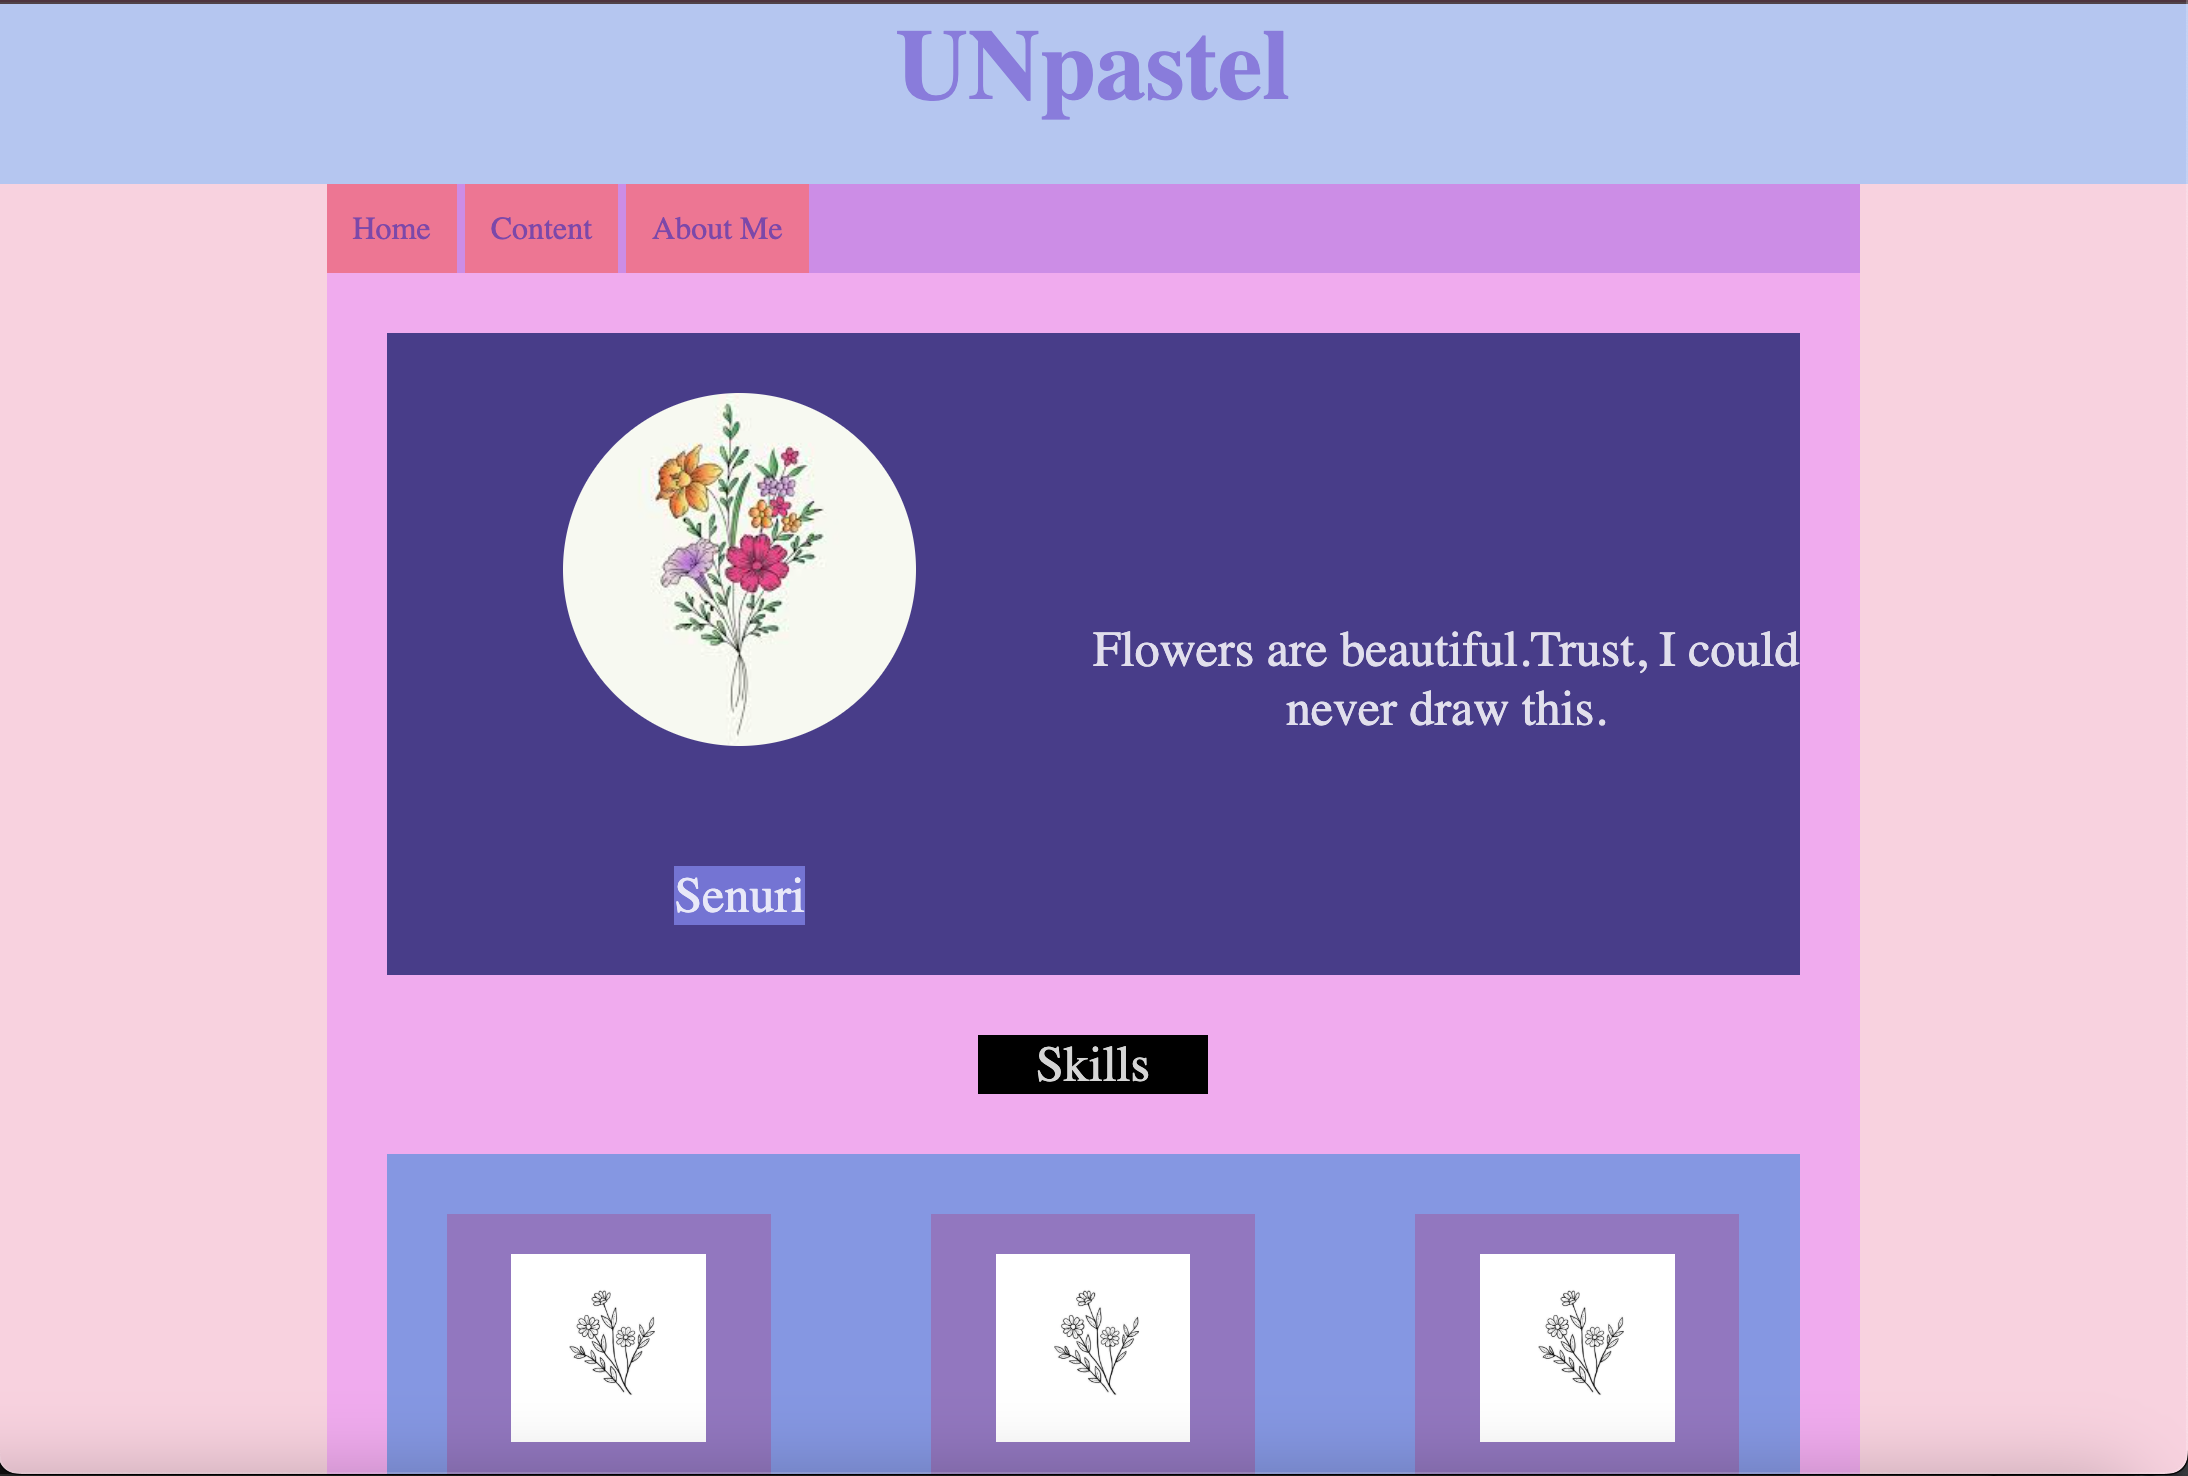 UNpastel
Home
Content
About Me
Flowers are beautiful.Trust, I could
never draw this.
Senuri
Skills